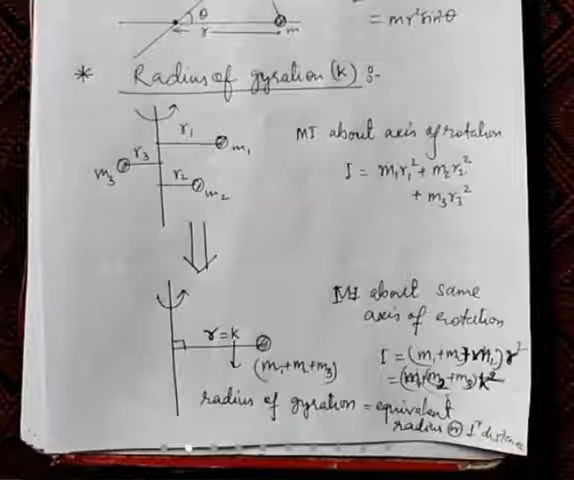 θ
r
m
= mr²sin²θ
* Radius of gyration (k) :-
r₁
m₁
r₃
m₃
r₂
m₂
MI about axis of rotation
I = m₁r₁² + m₂r₂²
+ m₃r₃²
MI about same
axis of rotation
r = k
(m₁+m₂+m₃)
I = (m₁+m₂+m₃)r²
= (m₁+m₂+m₃)k²
radius of gyration = equivalent
radius or ⊥ʳ distance